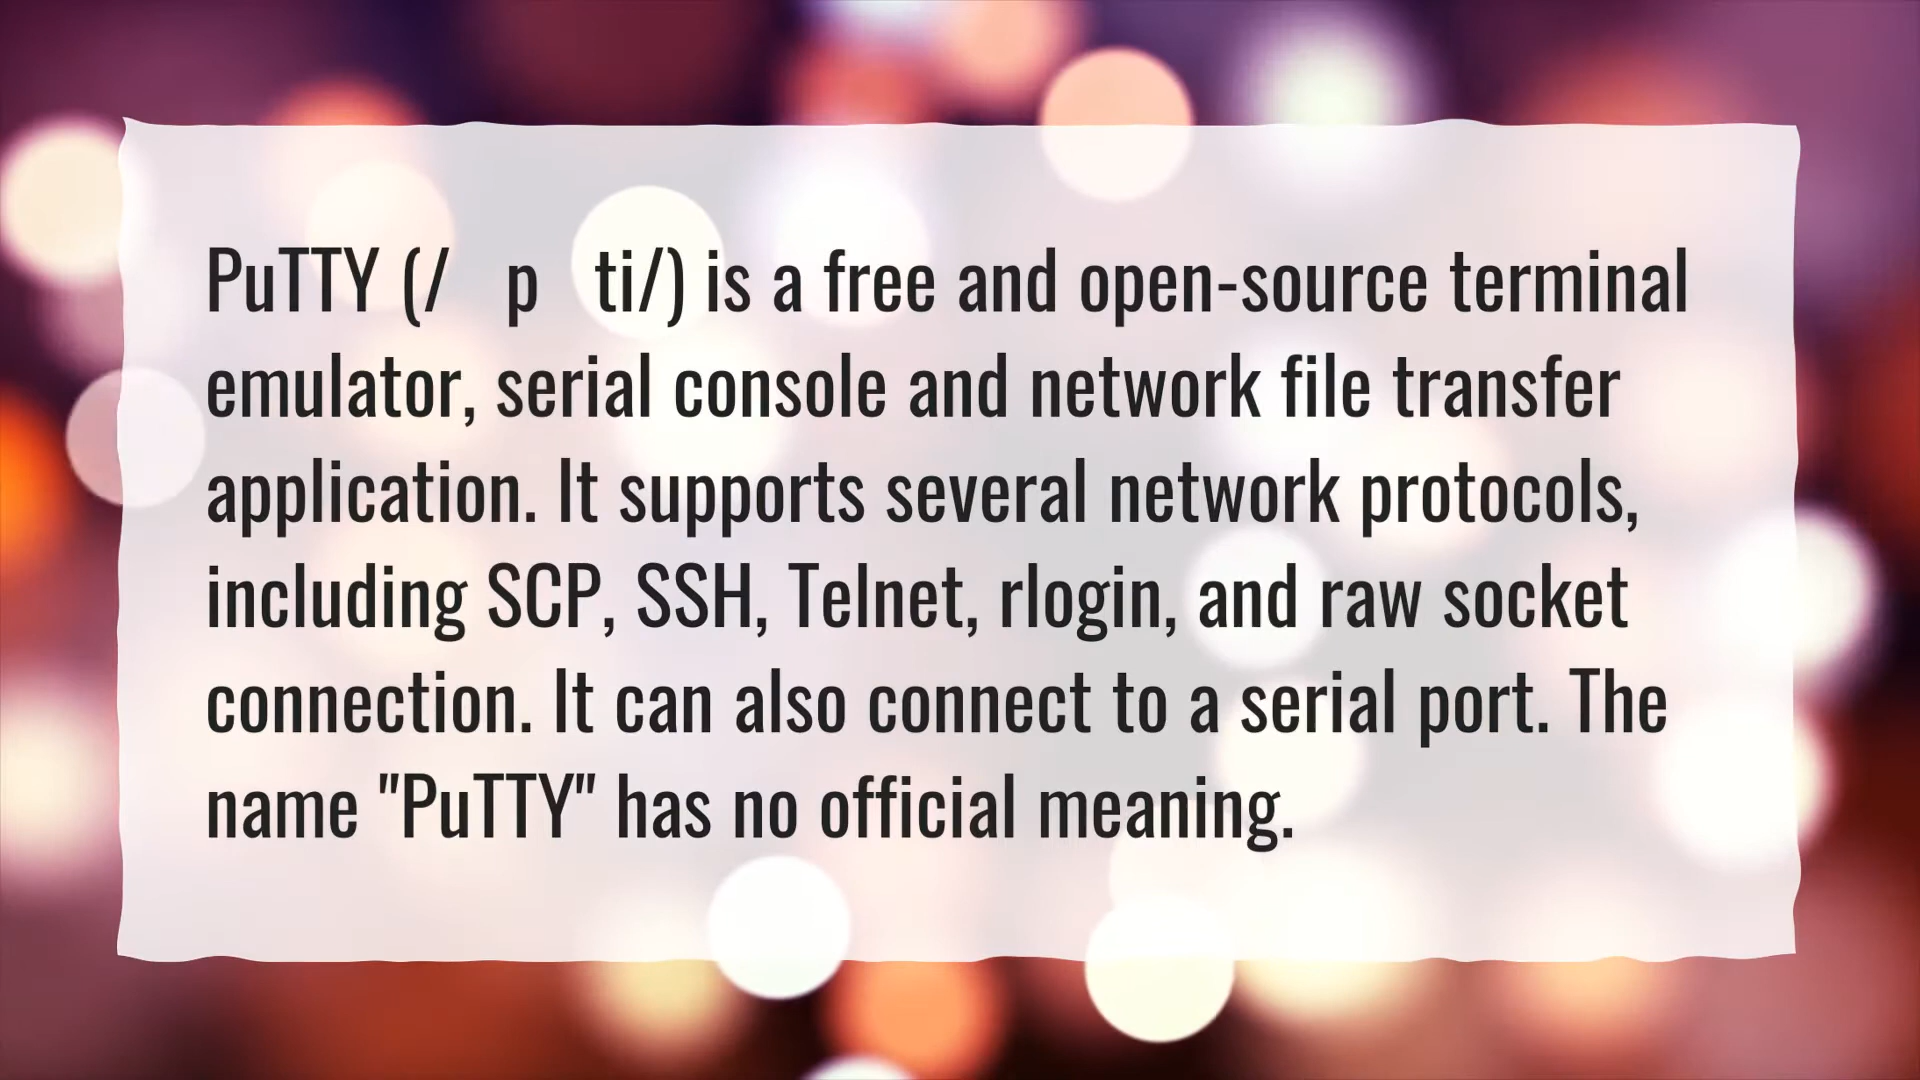 PuTTY (/ p ti/) is a free and open-source terminal
emulator, serial console and network file transfer
application. It supports several network protocols,
including SCP, SSH, Telnet, rlogin, and raw socket
connection. It can also connect to a serial port. The
name "PuTTY" has no official meaning.